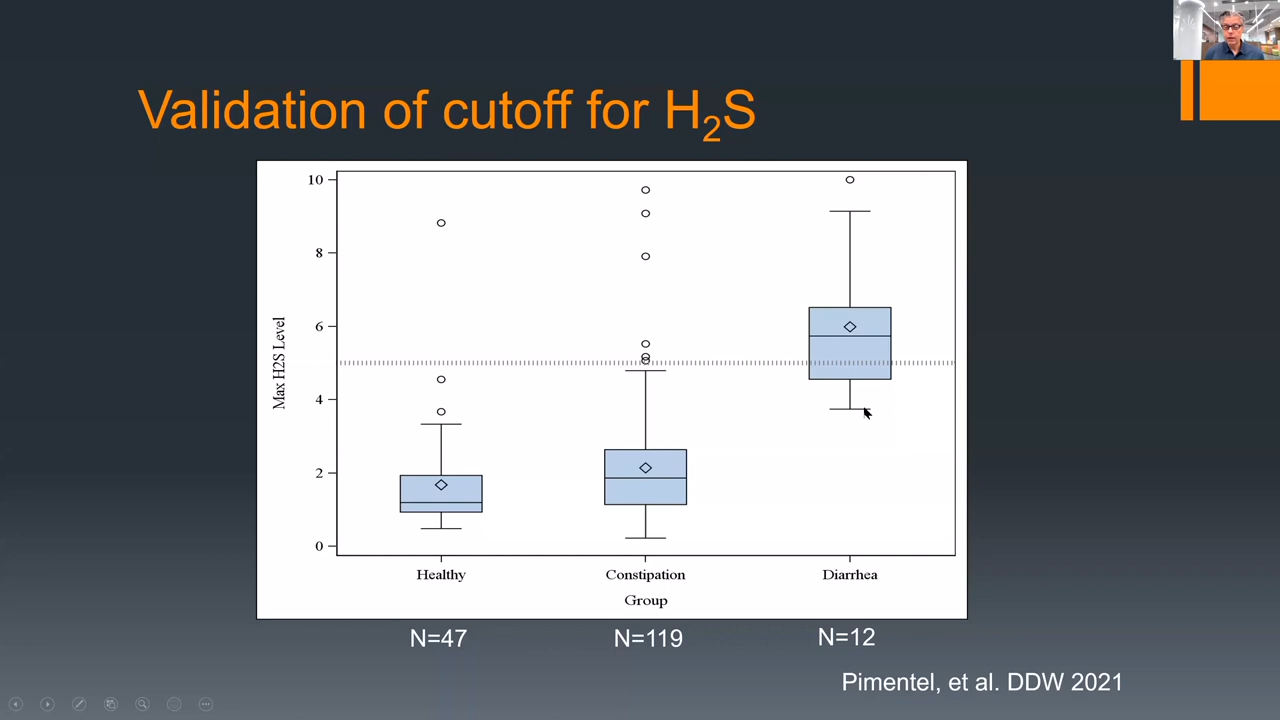 Validation of cutoff for H₂S
10
8
6
4
2
0
Max H2S Level
Healthy
Constipation
Diarrhea
Group
N=47
N=119
N=12
Pimentel, et al. DDW 2021